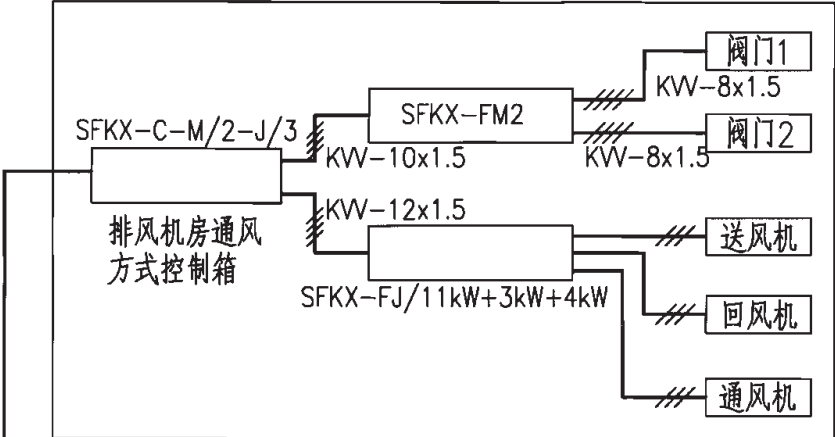 阀门1
KVV-8x1.5
SFKX-FM2
SFKX-C-M/2-J/3
阀门2
KVV-10x1.5
KVV-8x1.5
KVV-12x1.5
排风机房通风
方式控制箱
送风机
SFKX-FJ/11kW+3kW+4kW
回风机
通风机